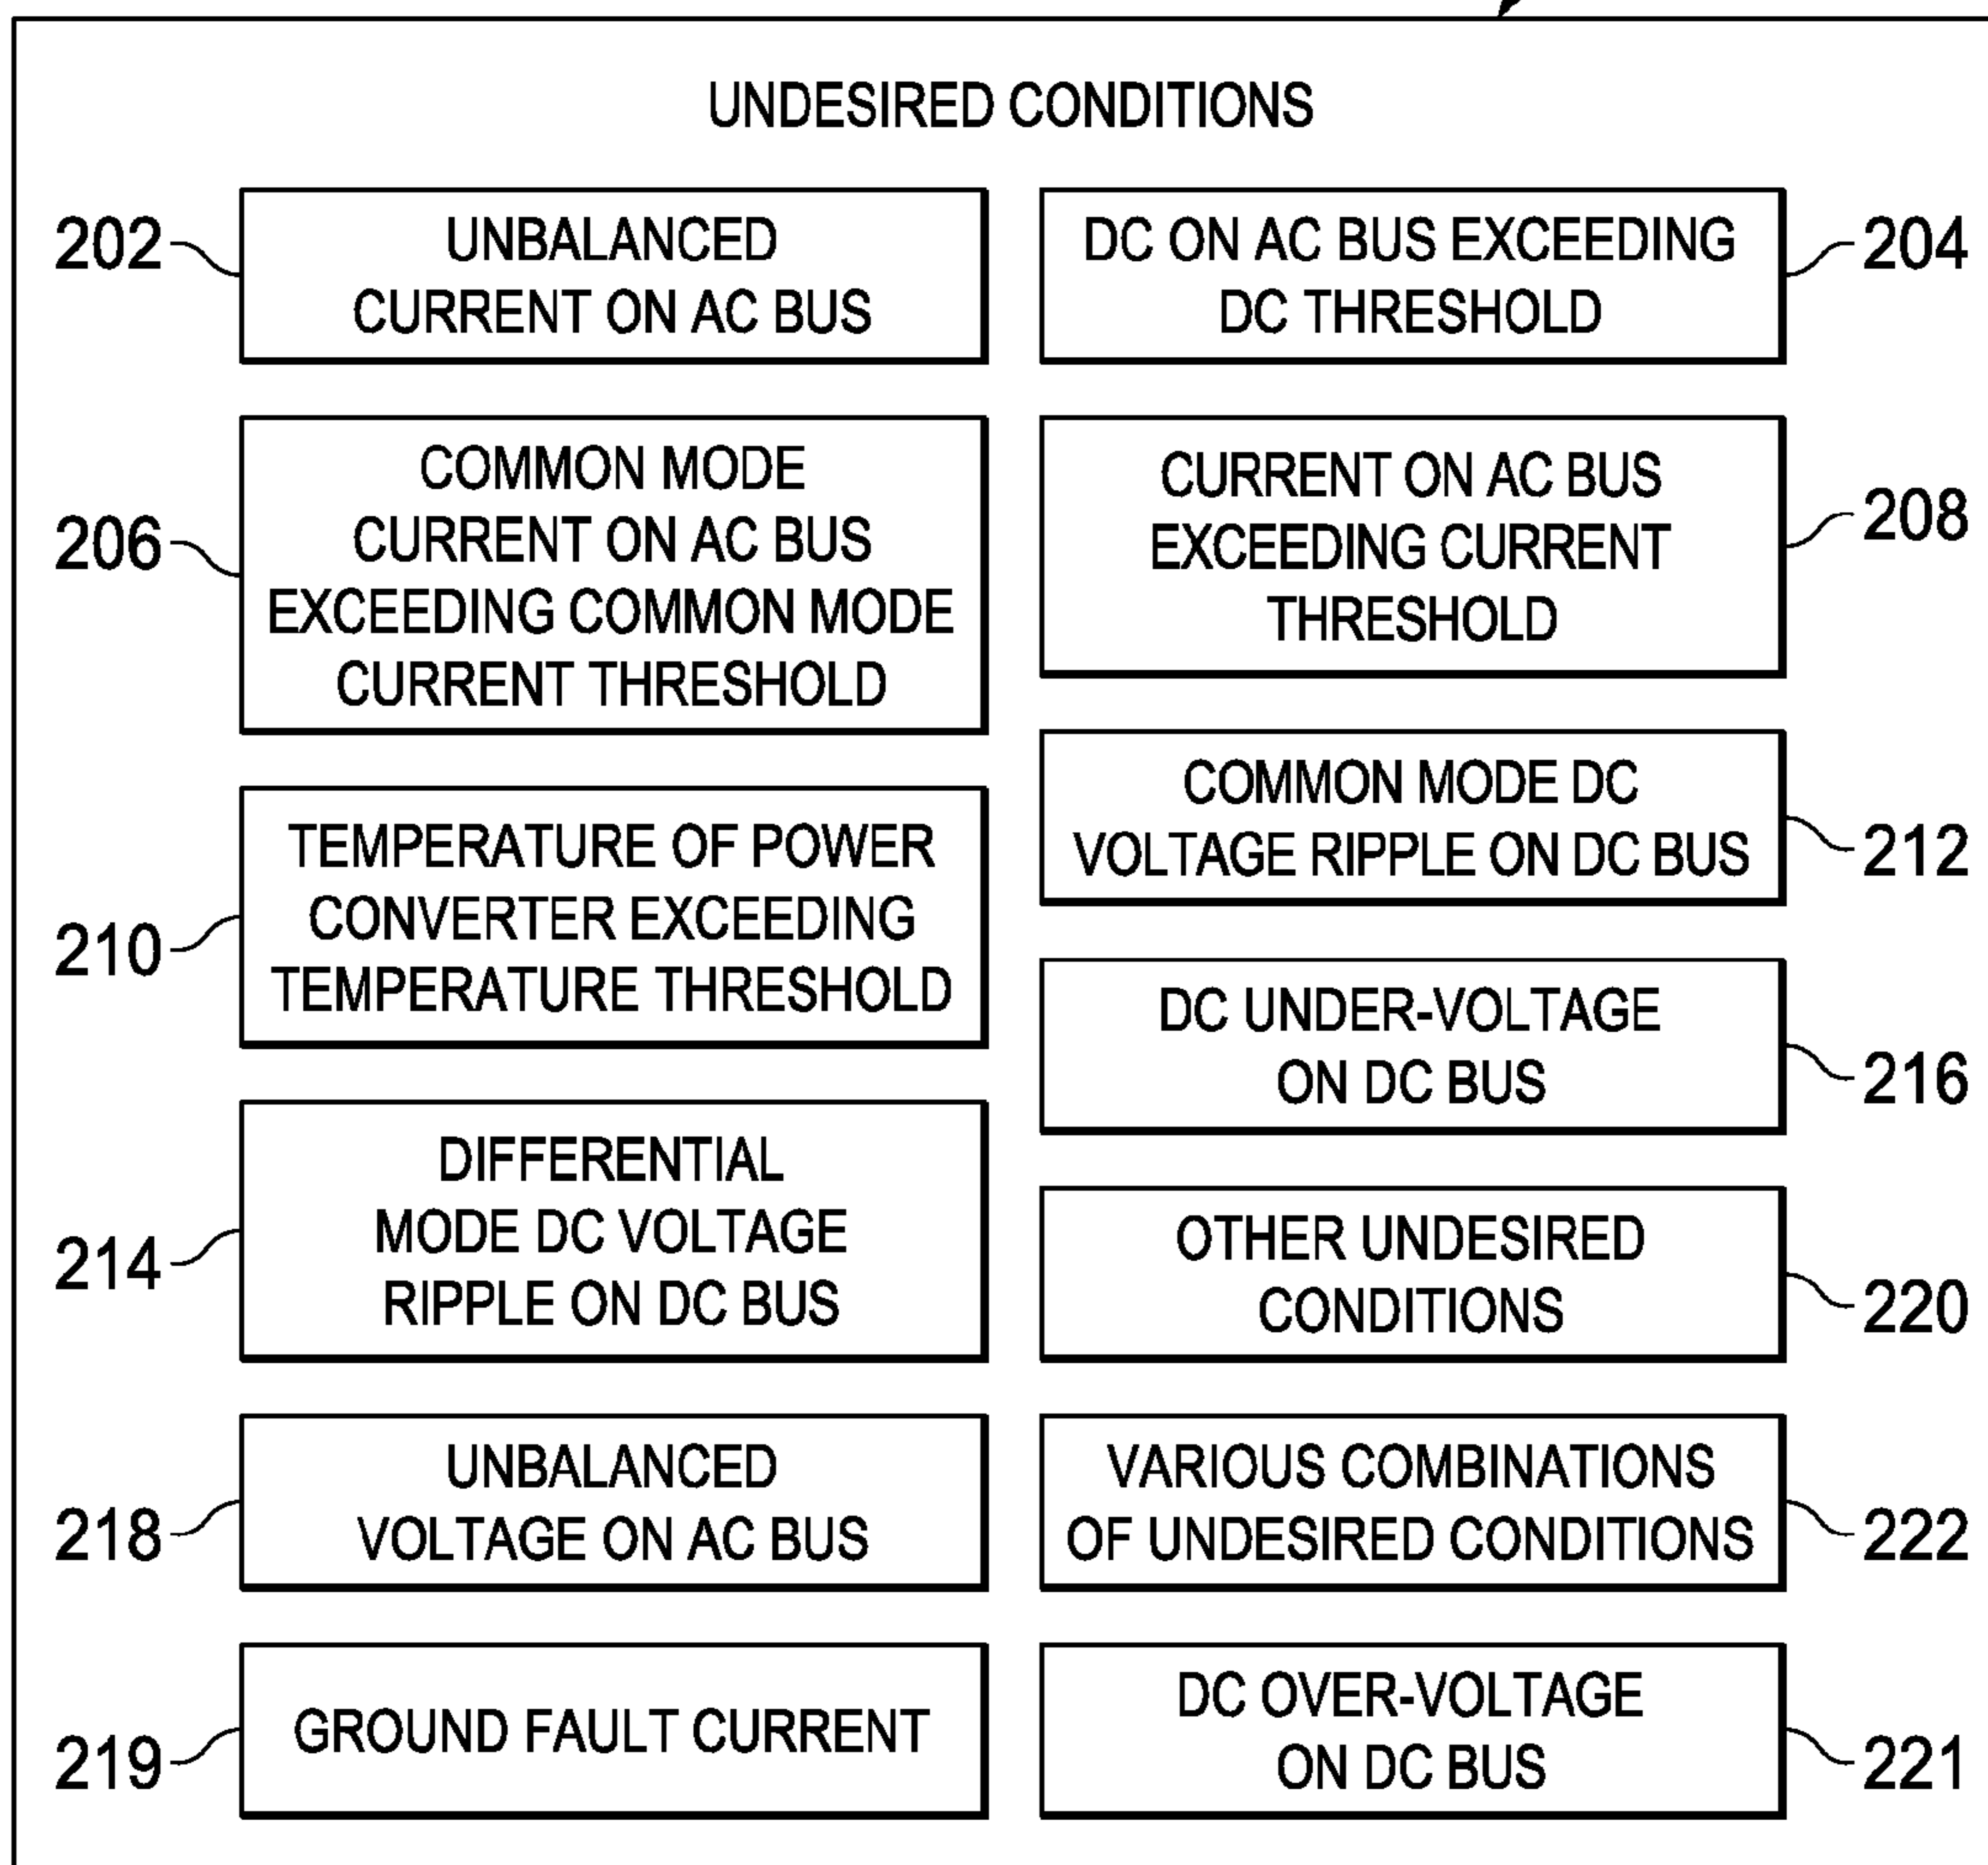 UNDESIRED CONDITIONS
202
UNBALANCED
CURRENT ON AC BUS
DC ON AC BUS EXCEEDING
DC THRESHOLD
204
206
COMMON MODE
CURRENT ON AC BUS
EXCEEDING COMMON MODE
CURRENT THRESHOLD
CURRENT ON AC BUS
EXCEEDING CURRENT
THRESHOLD
208
210
TEMPERATURE OF POWER
CONVERTER EXCEEDING
TEMPERATURE THRESHOLD
COMMON MODE DC
VOLTAGE RIPPLE ON DC BUS
212
214
DIFFERENTIAL
MODE DC VOLTAGE
RIPPLE ON DC BUS
DC UNDER-VOLTAGE
ON DC BUS
216
OTHER UNDESIRED
CONDITIONS
220
218
UNBALANCED
VOLTAGE ON AC BUS
VARIOUS COMBINATIONS
OF UNDESIRED CONDITIONS
222
219
GROUND FAULT CURRENT
DC OVER-VOLTAGE
ON DC BUS
221